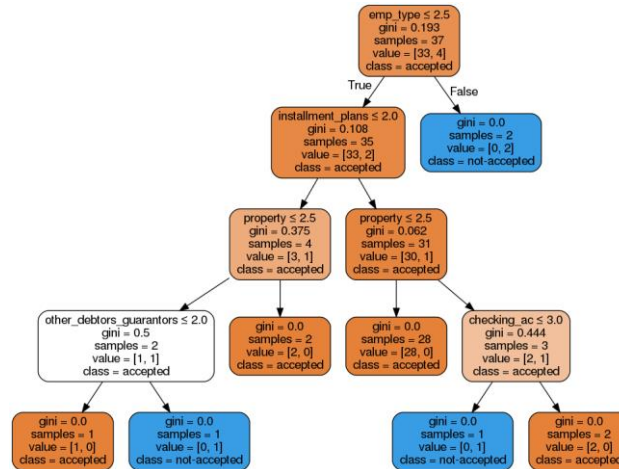 emp_type ≤ 2.5
gini = 0.193
samples = 37
value = [33, 4]
class = accepted
True
False
installment_plans ≤ 2.0
gini = 0.108
samples = 35
value = [33, 2]
class = accepted
gini = 0.0
samples = 2
value = [0, 2]
class = not-accepted
property ≤ 2.5
gini = 0.375
samples = 4
value = [3, 1]
class = accepted
property ≤ 2.5
gini = 0.062
samples = 31
value = [30, 1]
class = accepted
other_debtors_guarantors ≤ 2.0
gini = 0.5
samples = 2
value = [1, 1]
class = accepted
gini = 0.0
samples = 2
value = [2, 0]
class = accepted
gini = 0.0
samples = 28
value = [28, 0]
class = accepted
checking_ac ≤ 3.0
gini = 0.444
samples = 3
value = [2, 1]
class = accepted
gini = 0.0
samples = 1
value = [1, 0]
class = accepted
gini = 0.0
samples = 1
value = [0, 1]
class = not-accepted
gini = 0.0
samples = 1
value = [0, 1]
class = not-accepted
gini = 0.0
samples = 2
value = [2, 0]
class = accepted